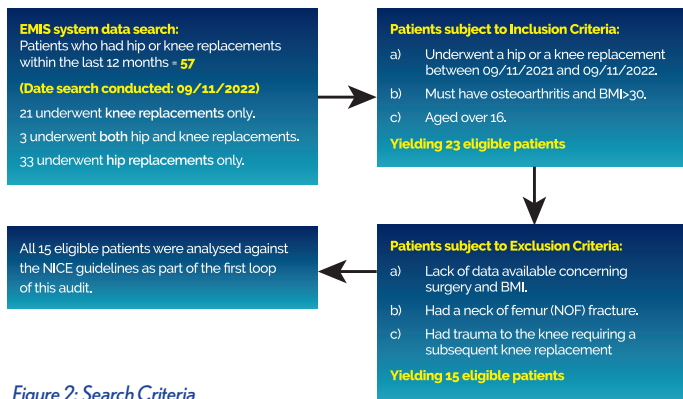 EMIS system data search:
Patients who had hip or knee replacements
within the last 12 months = 57
(Date search conducted: 09/11/2022)
21 underwent knee replacements only.
3 underwent both hip and knee replacements.
33 underwent hip replacements only.
Patients subject to Inclusion Criteria:
a) Underwent a hip or a knee replacement
between 09/11/2021 and 09/11/2022.
b) Must have osteoarthritis and BMI>30.
c) Aged over 16.
Yielding 23 eligible patients
Patients subject to Exclusion Criteria:
a) Lack of data available concerning
surgery and BMI.
b) Had a neck of femur (NOF) fracture.
c) Had trauma to the knee requiring a
subsequent knee replacement
Yielding 15 eligible patients
All 15 eligible patients were analysed against
the NICE guidelines as part of the first loop
of this audit.
Figure 2: Search Criteria